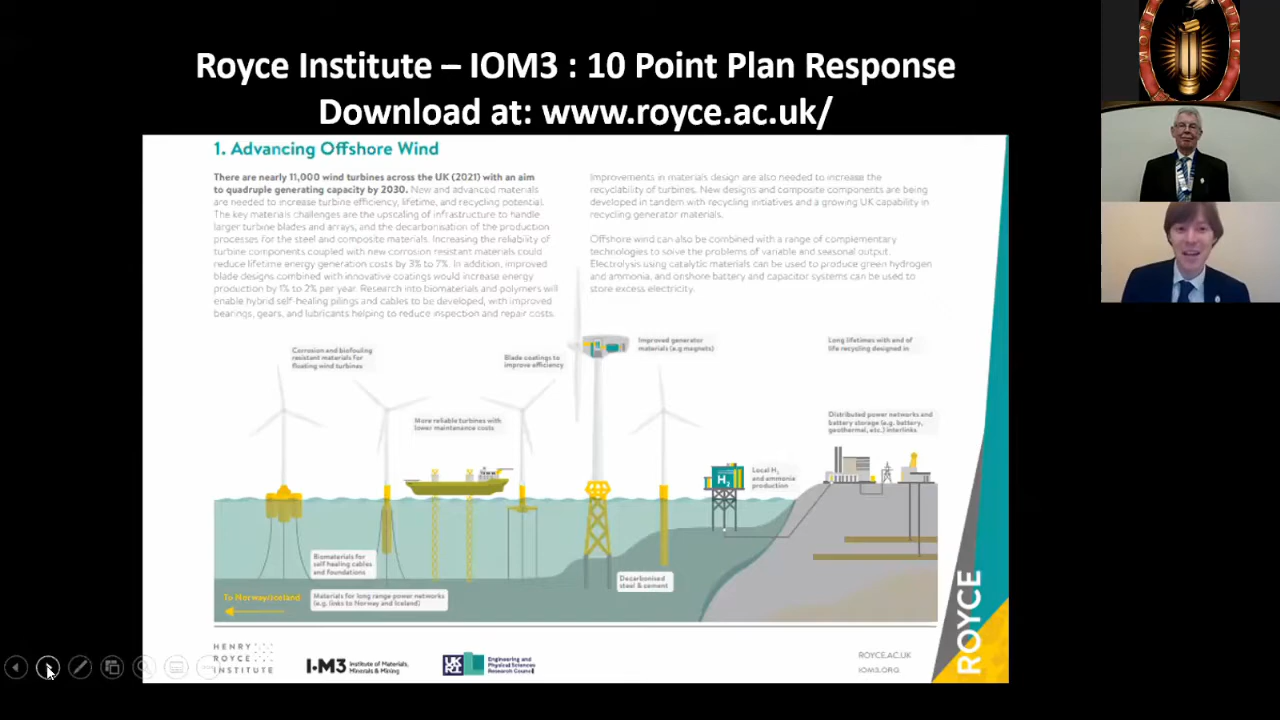 Royce Institute – IOM3 : 10 Point Plan Response
Download at: www.royce.ac.uk/
1. Advancing Offshore Wind
There are nearly 11,000 wind turbines across the UK (2021) with an aim
to quadruple generating capacity by 2030. New and advanced materials
are needed to increase turbine efficiency, lifetime, and recycling potential.
The key materials challenges are the upscaling of infrastructure to handle
larger turbine blades and arrays, and the decarbonisation of the production
processes for the steel and composite materials. Increasing the reliability of
turbine components coupled with new corrosion resistant materials could
reduce lifetime energy generation costs by 3% to 7%. In addition, improved
blade designs combined with innovative coatings would increase energy
production by 1% to 2% per year. Research into biomaterials and polymers will
enable hybrid self-healing pilings and cables to be developed, with improved
bearings, gears, and lubricants helping to reduce inspection and repair costs.
Improvements in materials design are also needed to increase the
recyclability of turbines. New designs and composite components are being
developed in tandem with recycling initiatives and a growing UK capability in
recycling generator materials.
Offshore wind can also be combined with a range of complementary
technologies to solve the problems of variable and seasonal output.
Electrolysis using catalytic materials can be used to produce green hydrogen
and ammonia, and onshore battery and capacitor systems can be used to
store excess electricity.
Corrosion and biofouling
resistant materials for
floating wind turbines
More reliable turbines with
lower maintenance costs
Blade coatings to
improve efficiency
Improved generator
materials (e.g magnets)
Long lifetimes with end of
life recycling designed in
Distributed power networks and
battery storage (e.g. battery,
geothermal, etc.) interlinks
H2
Local H2
and ammonia
production
Biomaterials for
self healing cables
and foundations
Decarbonised
steel & cement
To Norway/Iceland
Materials for long range power networks
(e.g. links to Norway and Iceland)
HENRY
ROYCE
INSTITUTE
IOM3
Institute of Materials,
Minerals & Mining
UKRI
Engineering and
Physical Sciences
Research Council
ROYCE.AC.UK
IOM3.ORG
ROYCE